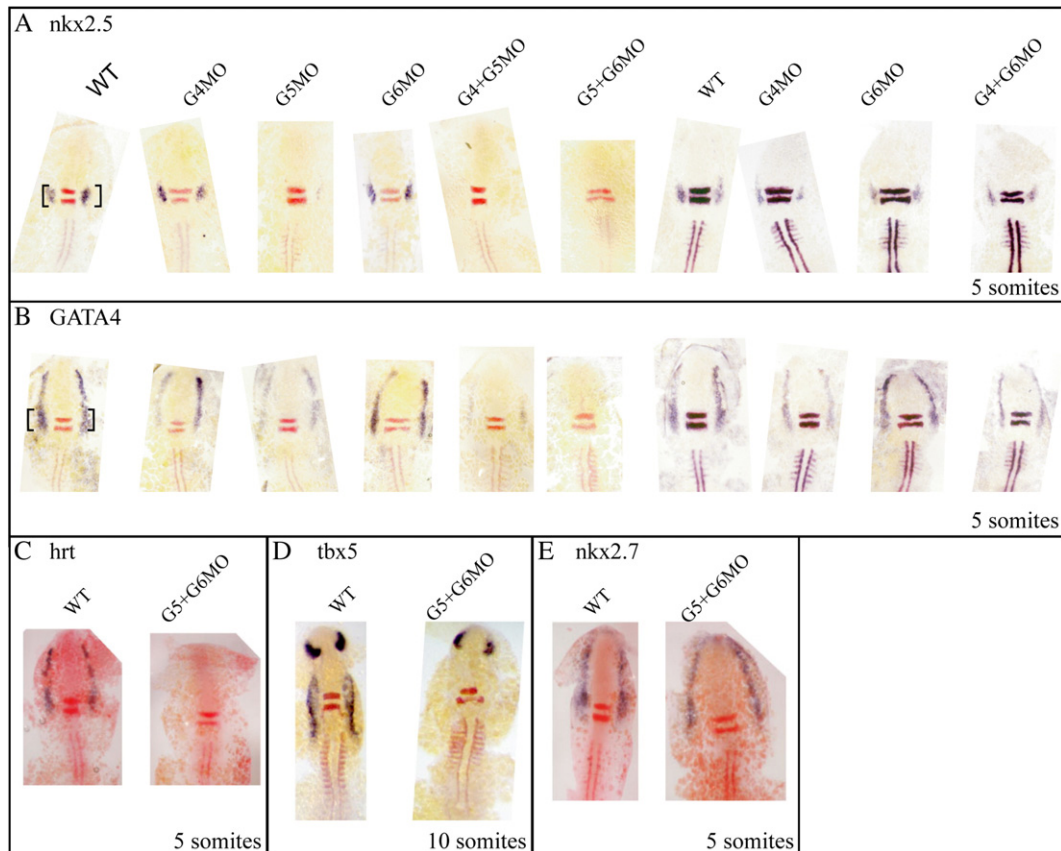 A nkx2.5
WT
G4MO
G5MO
G6MO
G4+G5MO
G5+G6MO
WT
G4MO
G6MO
G4+G6MO
[ ]
5 somites
B GATA4
[ ]
5 somites
C hrt
WT
G5+G6MO
5 somites
D tbx5
WT
G5+G6MO
10 somites
E nkx2.7
WT
G5+G6MO
5 somites